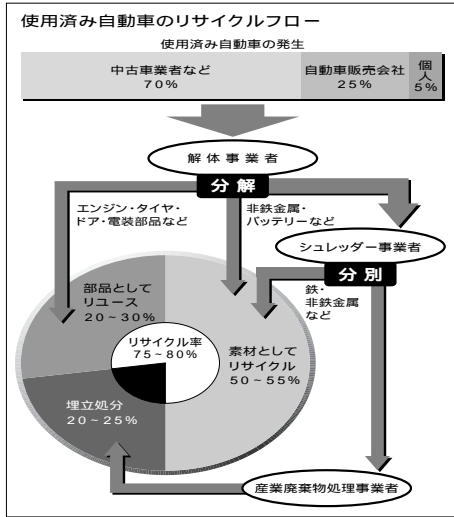 使用済み自動車のリサイクルフロー
使用済み自動車の発生
中古車業者など
70%
自動車販売会社
25%
個
人
5%
解体事業者
分解
エンジン・タイヤ・
ドア・電装部品など
非鉄金属・
バッテリーなど
シュレッダー事業者
分別
鉄・
非鉄金属
など
部品として
リユース
20~30%
リサイクル率
75~80%
素材として
リサイクル
50~55%
埋立処分
20~25%
産業廃棄物処理事業者